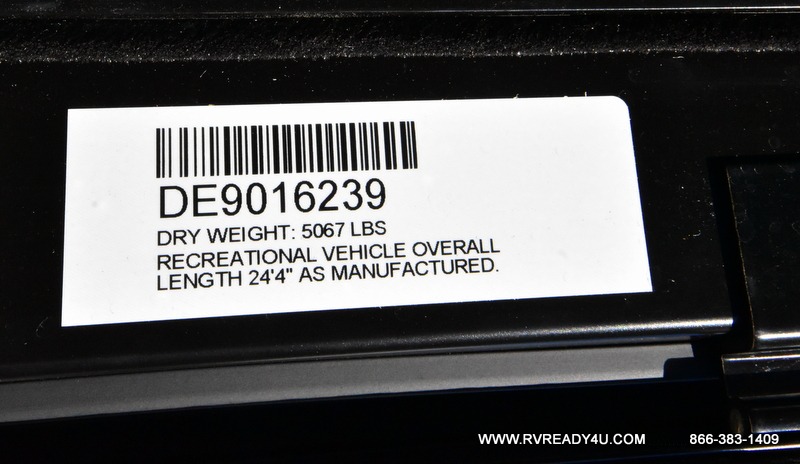 DE9016239
DRY WEIGHT: 5067 LBS
RECREATIONAL VEHICLE OVERALL
LENGTH 24'4" AS MANUFACTURED.
WWW.RVREADY4U.COM 866-383-1409